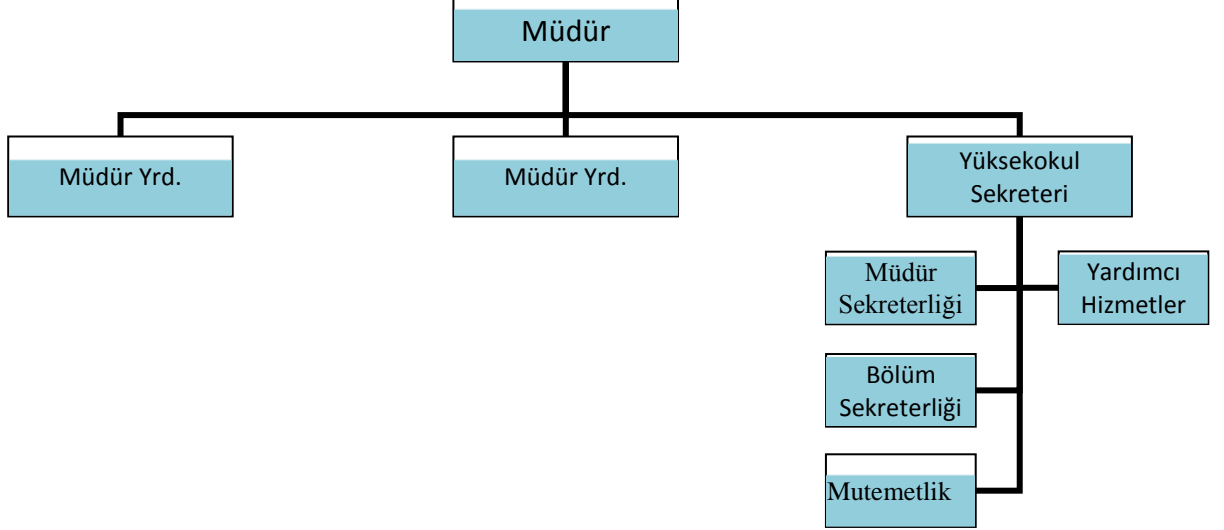 Müdür
Müdür Yrd.
Müdür Yrd.
Yüksekokul
Sekreteri
Müdür
Sekreterliği
Yardımcı
Hizmetler
Bölüm
Sekreterliği
Mutemetlik